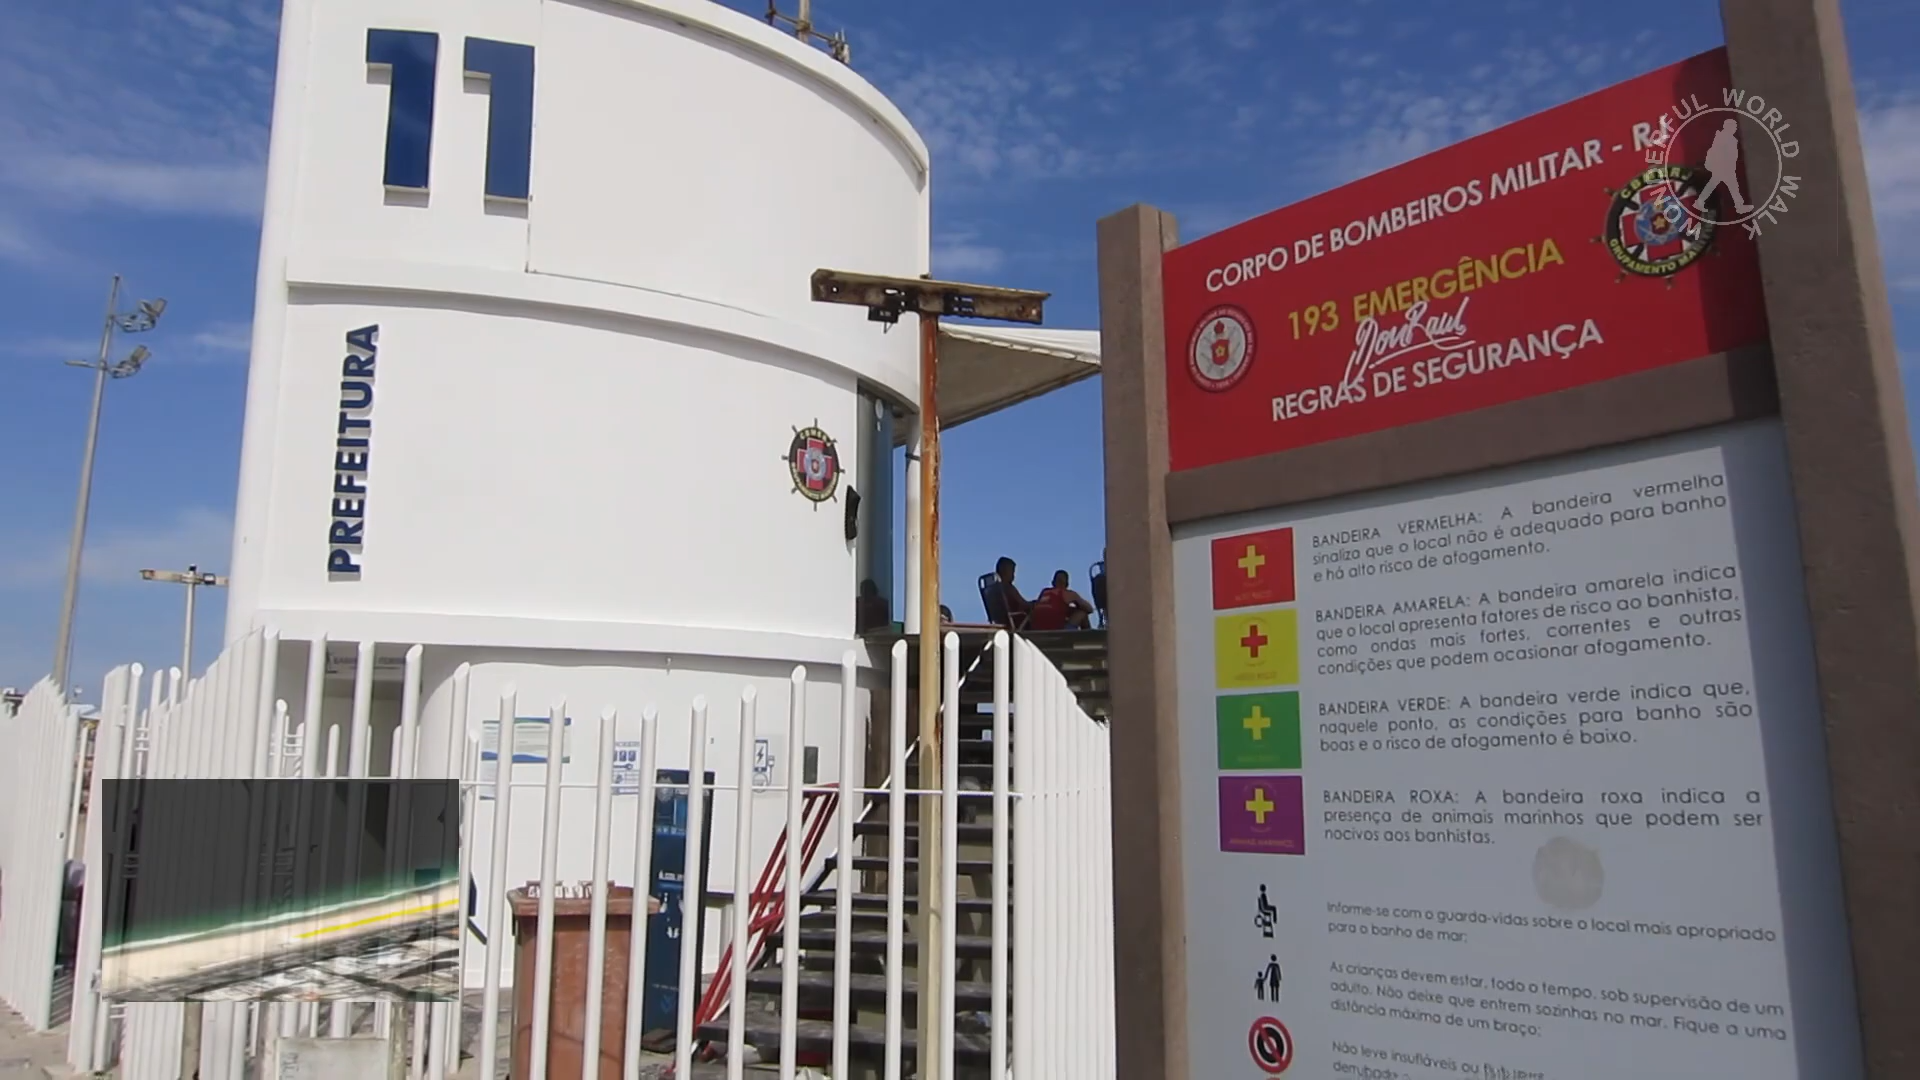 11
PREFEITURA
WONDERFUL WORLD WALK
CORPO DE BOMBEIROS MILITAR - RJ
193 EMERGÊNCIA
REGRAS DE SEGURANÇA
BANDEIRA VERMELHA: A bandeira vermelha
sinaliza que o local não é adequado para banho
e há alto risco de afogamento.
BANDEIRA AMARELA: A bandeira amarela indica
que o local apresenta fatores de risco ao banhista,
como ondas mais fortes, correntes e outras
condições que podem ocasionar afogamento.
BANDEIRA VERDE: A bandeira verde indica que,
naquele ponto, as condições para banho são
boas e o risco de afogamento é baixo.
BANDEIRA ROXA: A bandeira roxa indica a
presença de animais marinhos que podem ser
nocivos aos banhistas.
Informe-se com o guarda-vidas sobre o local mais apropriado
para o banho de mar;
As crianças devem estar, todo o tempo, sob supervisão de um
adulto. Não deixe que entrem sozinhas no mar. Fique a uma
distância máxima de um braço;
Não leve infláveis ou